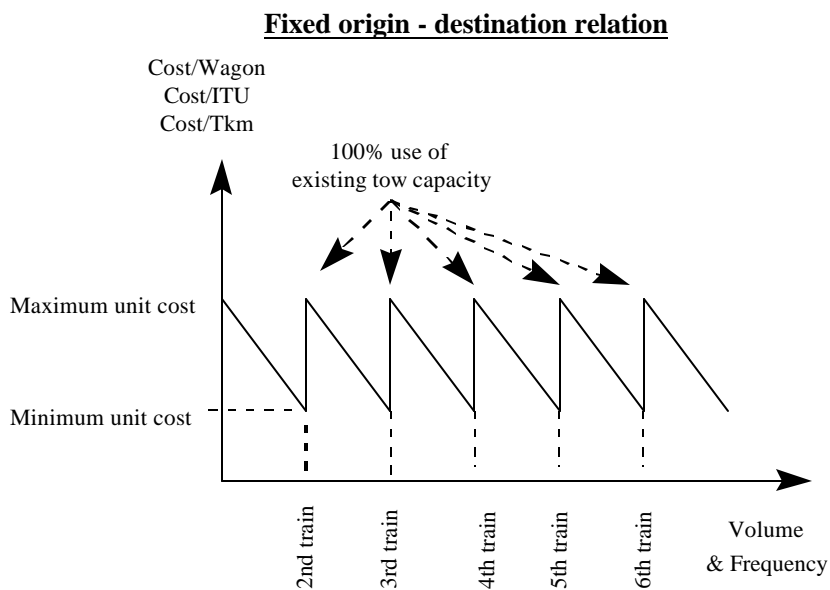 Fixed origin - destination relation
Cost/Wagon
Cost/ITU
Cost/Tkm
100% use of
existing tow capacity
Maximum unit cost
Minimum unit cost
2nd train
3rd train
4th train
5th train
6th train
Volume
& Frequency